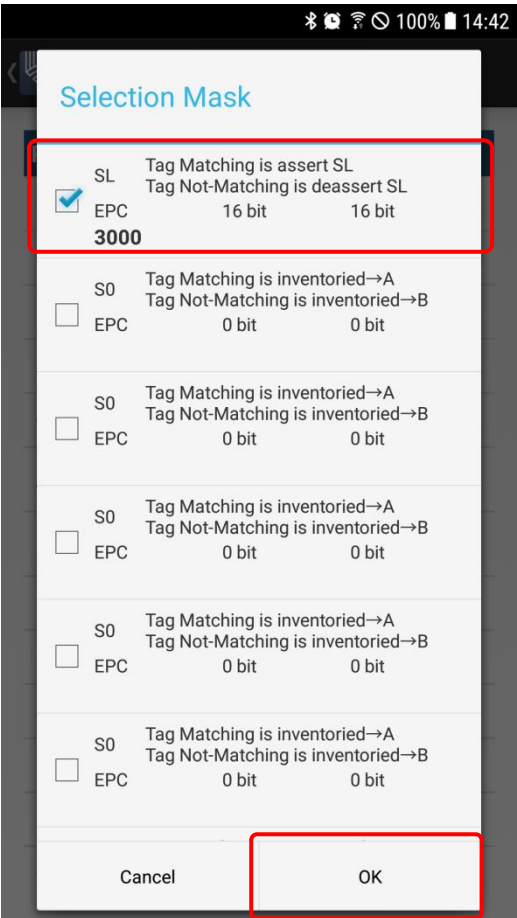 100% 14:42
Selection Mask
SL Tag Matching is assert SL
Tag Not-Matching is deassert SL
EPC 16 bit 16 bit
3000
S0 Tag Matching is inventoried→A
Tag Not-Matching is inventoried→B
EPC 0 bit 0 bit
S0 Tag Matching is inventoried→A
Tag Not-Matching is inventoried→B
EPC 0 bit 0 bit
S0 Tag Matching is inventoried→A
Tag Not-Matching is inventoried→B
EPC 0 bit 0 bit
S0 Tag Matching is inventoried→A
Tag Not-Matching is inventoried→B
EPC 0 bit 0 bit
S0 Tag Matching is inventoried→A
Tag Not-Matching is inventoried→B
EPC 0 bit 0 bit
Cancel OK